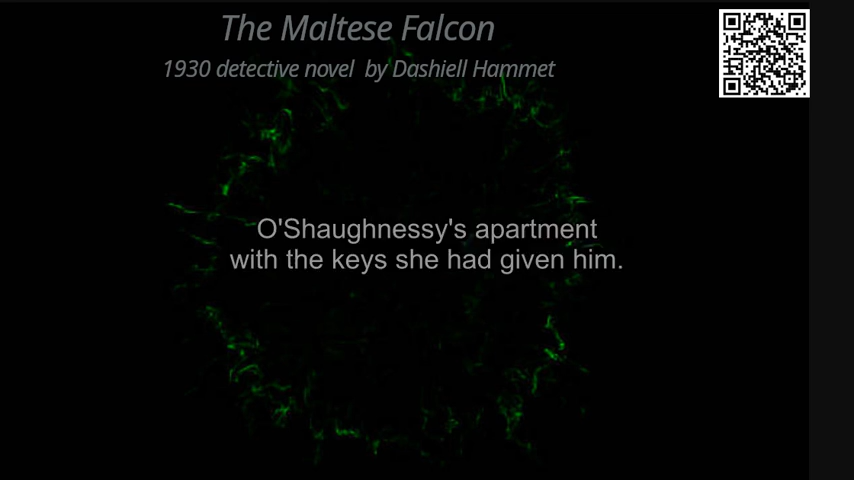 The Maltese Falcon
1930 detective novel by Dashiell Hammet
O'Shaughnessy's apartment
with the keys she had given him.